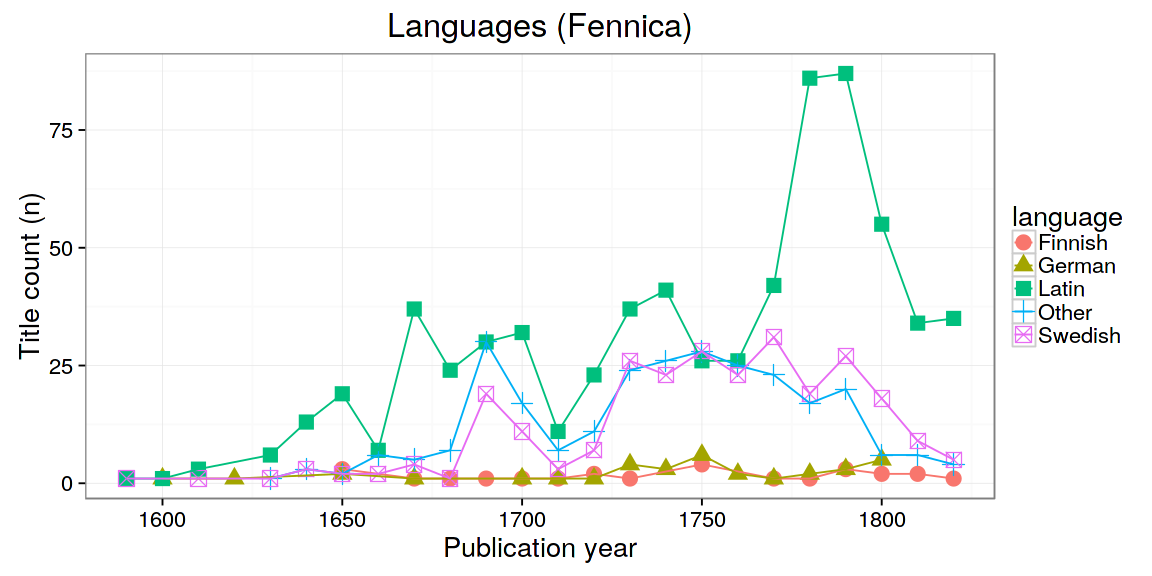 Languages (Fennica)
75
50
25
0
Title count (n)
1600 1650 1700 1750 1800
Publication year
language
Finnish
German
Latin
Other
Swedish